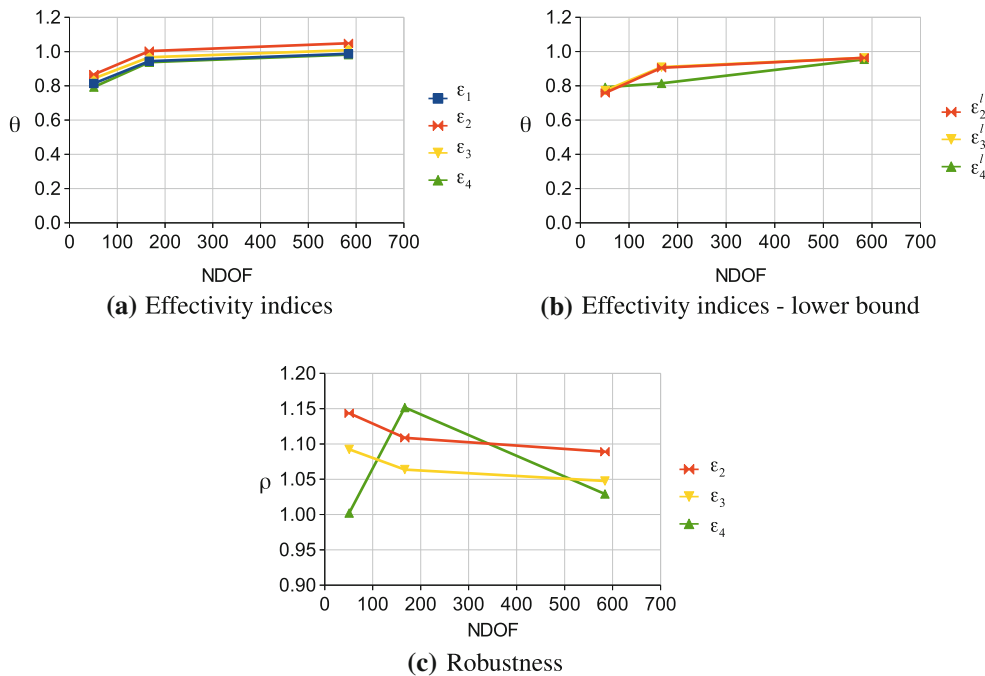 1.2
1.0
0.8
0.6
0.4
0.2
0.0
θ
0 100 200 300 400 500 600 700
NDOF
ε1
ε2
ε3
ε4
(a) Effectivity indices
1.2
1.0
0.8
0.6
0.4
0.2
0.0
θ
0 100 200 300 400 500 600 700
NDOF
ε2^l
ε3^l
ε4^l
(b) Effectivity indices - lower bound
1.20
1.15
1.10
1.05
1.00
0.95
0.90
ρ
0 100 200 300 400 500 600 700
NDOF
ε2
ε3
ε4
(c) Robustness